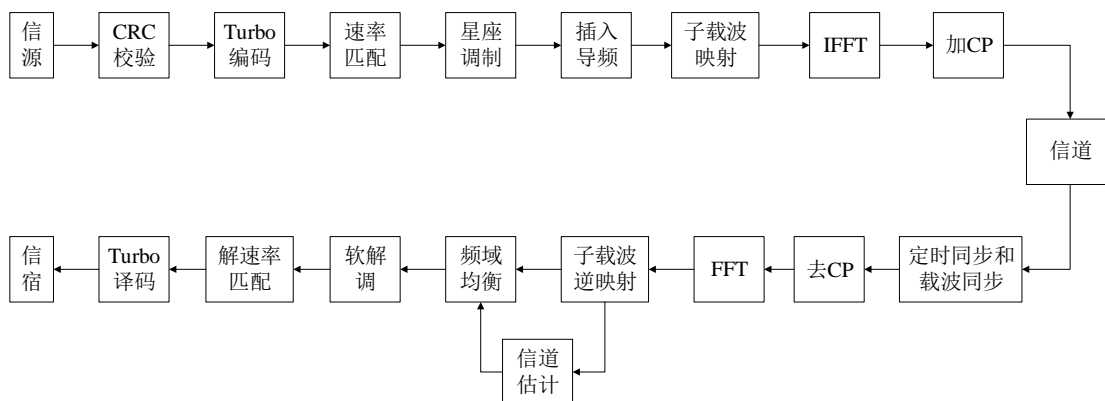 信
源
CRC
校验
Turbo
编码
速率
匹配
星座
调制
插入
导频
子载波
映射
IFFT
加CP
信道
定时同步和
载波同步
去CP
FFT
子载波
逆映射
频域
均衡
软解
调
解速率
匹配
Turbo
译码
信
宿
信道
估计